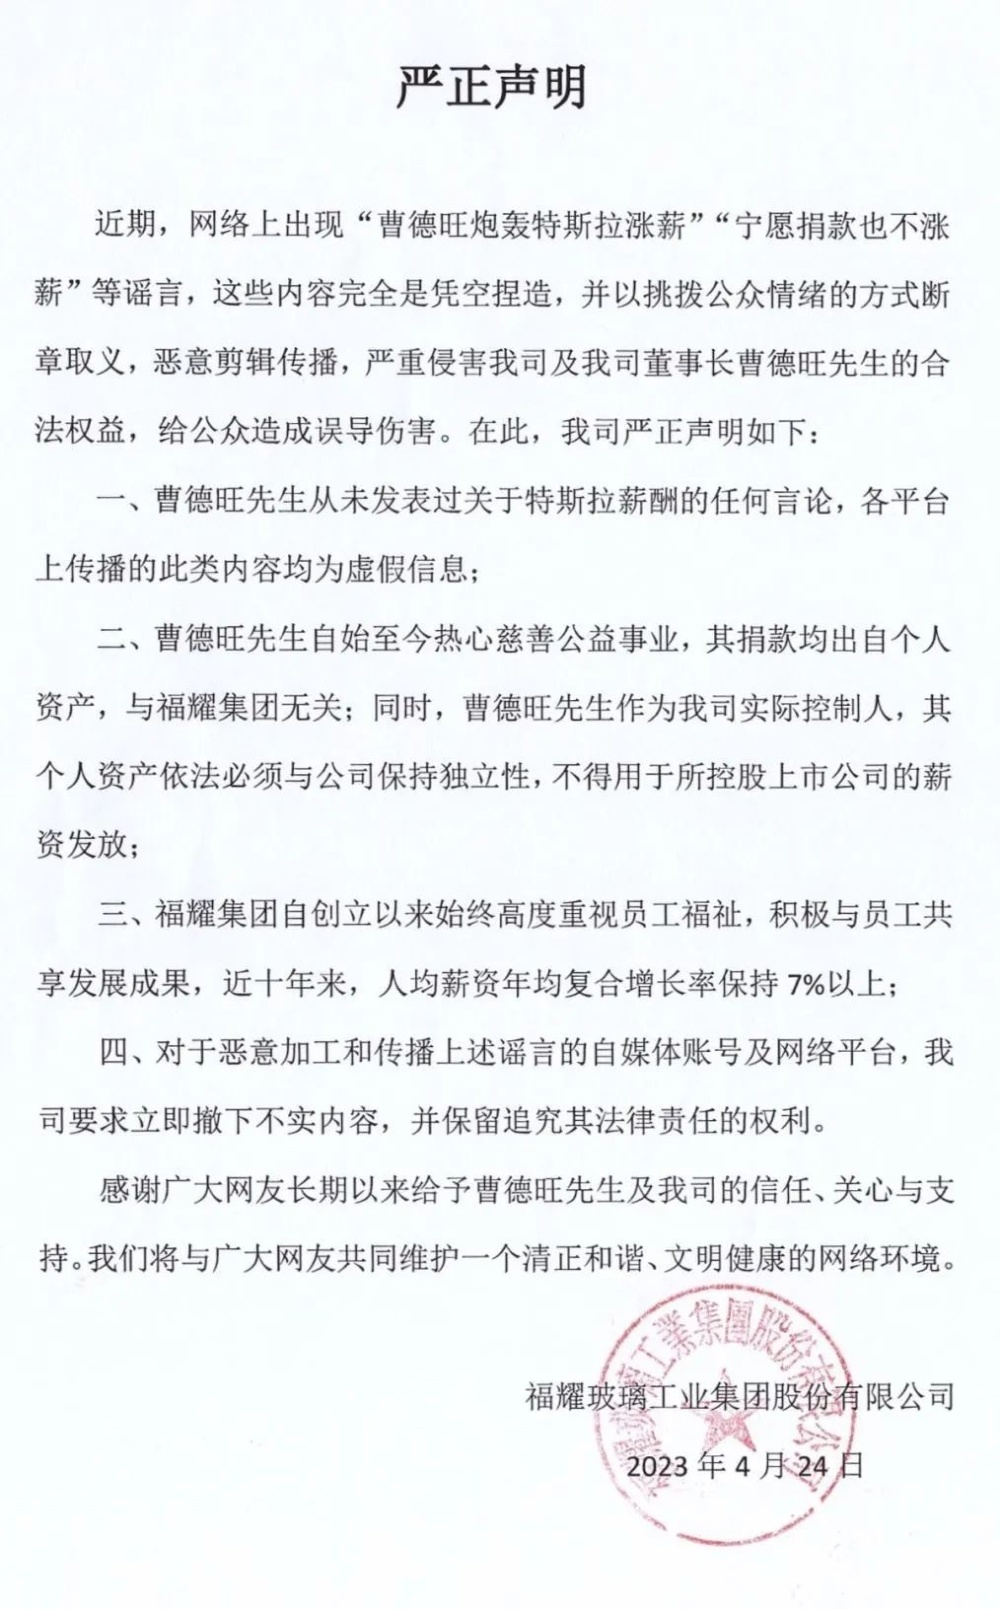 严正声明
近期，网络上出现“曹德旺炮轰特斯拉涨薪”“宁愿捐款也不涨
薪”等谣言，这些内容完全是凭空捏造，并以挑拨公众情绪的方式断
章取义，恶意剪辑传播，严重侵害我司及我司董事长曹德旺先生的合
法权益，给公众造成误导伤害。在此，我司严正声明如下：
一、曹德旺先生从未发表过关于特斯拉薪酬的任何言论，各平台
上传播的此类内容均为虚假信息；
二、曹德旺先生自始至今热心慈善公益事业，其捐款均出自个人
资产，与福耀集团无关；同时，曹德旺先生作为我司实际控制人，其
个人资产依法必须与公司保持独立性，不得用于所控股上市公司的薪
资发放；
三、福耀集团自创立以来始终高度重视员工福祉，积极与员工共
享发展成果，近十年来，人均薪资年均复合增长率保持 7%以上；
四、对于恶意加工和传播上述谣言的自媒体账号及网络平台，我
司要求立即撤下不实内容，并保留追究其法律责任的权利。
感谢广大网友长期以来给予曹德旺先生及我司的信任、关心与支
持。我们将与广大网友共同维护一个清正和谐、文明健康的网络环境。
福耀玻璃工业集团股份有限公司
福耀玻璃工業集團股份有限公司
2023 年 4 月 24 日